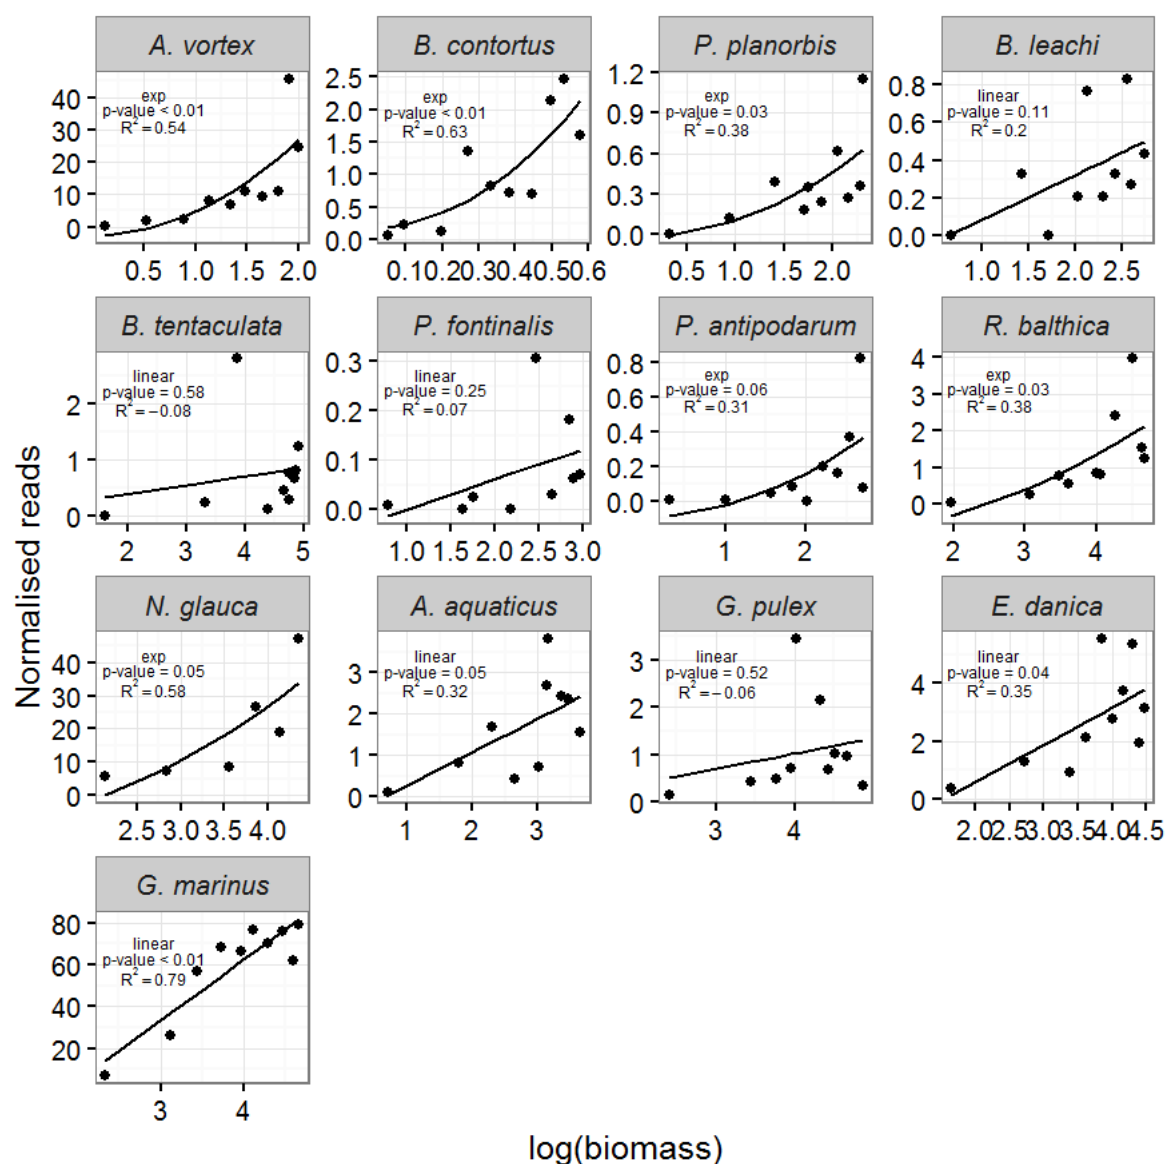 A. vortex
exp
p-value < 0.01
R² = 0.54
40
30
20
10
0
0.5 1.0 1.5 2.0
B. contortus
exp
p-value < 0.01
R² = 0.63
2.5
2.0
1.5
1.0
0.5
0.0
0.10.20.30.40.50.6
P. planorbis
exp
p-value = 0.03
R² = 0.38
1.2
0.9
0.6
0.3
0.0
0.5 1.0 1.5 2.0
B. leachi
linear
p-value = 0.11
R² = 0.2
0.8
0.6
0.4
0.2
0.0
1.0 1.5 2.0 2.5
B. tentaculata
linear
p-value = 0.58
R² = −0.08
2
1
0
2 3 4 5
P. fontinalis
linear
p-value = 0.25
R² = 0.07
0.3
0.2
0.1
0.0
1.0 1.5 2.0 2.5 3.0
P. antipodarum
exp
p-value = 0.06
R² = 0.31
0.8
0.6
0.4
0.2
0.0
1 2
R. balthica
exp
p-value = 0.03
R² = 0.38
4
3
2
1
0
2 3 4
Normalised reads
N. glauca
exp
p-value = 0.05
R² = 0.58
40
30
20
10
0
2.5 3.0 3.5 4.0
A. aquaticus
linear
p-value = 0.05
R² = 0.32
3
2
1
0
1 2 3
G. pulex
linear
p-value = 0.52
R² = −0.06
3
2
1
0
3 4
E. danica
linear
p-value = 0.04
R² = 0.35
4
2
0
2.02.53.03.54.04.5
G. marinus
linear
p-value < 0.01
R² = 0.79
80
60
40
20
3 4
log(biomass)